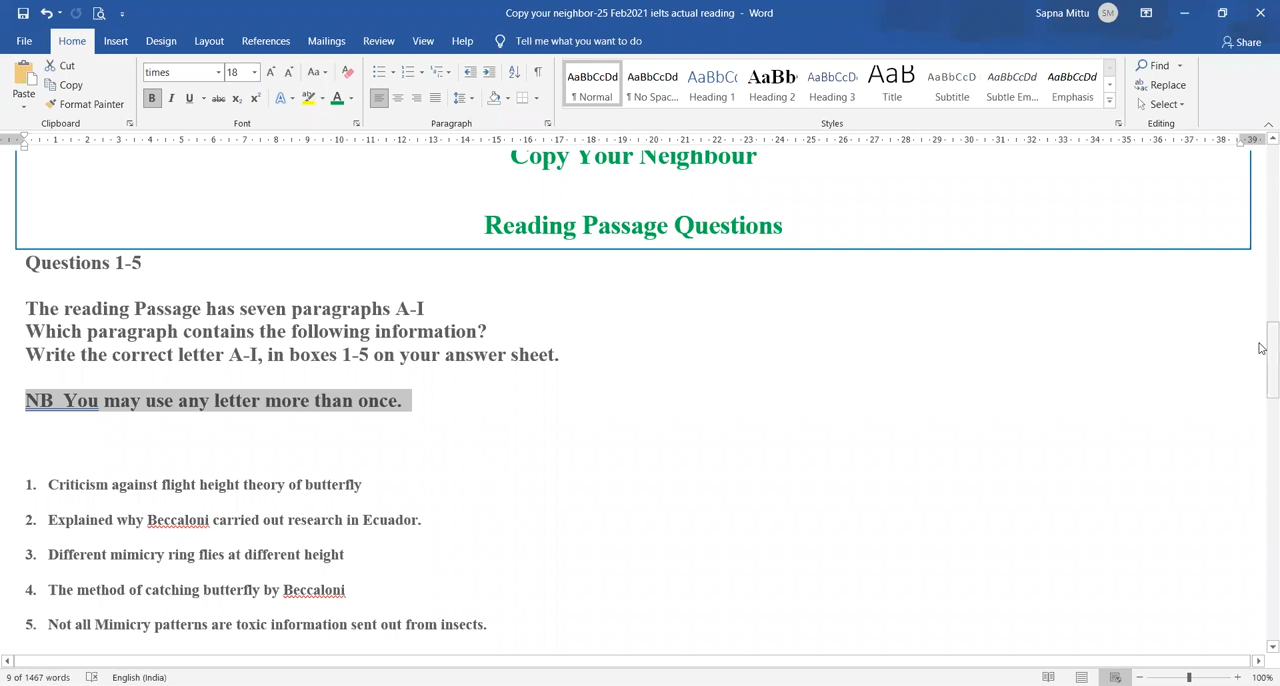 Copy your neighbor-25 Feb2021 ielts actual reading - Word
Sapna Mittu
SM
File
Home
Insert
Design
Layout
References
Mailings
Review
View
Help
Tell me what you want to do
Share
Paste
Cut
Copy
Format Painter
Clipboard
times
18
Font
Paragraph
AaBbCcDd
¶ Normal
AaBbCcDd
¶ No Spac...
AaBbCc
Heading 1
AaBb
Heading 2
AaBbCcD
Heading 3
AaB
Title
AaBbCcD
Subtitle
AaBbCcDd
Subtle Em...
AaBbCcDd
Emphasis
Styles
Find
Replace
Select
Editing
Copy Your Neighbour
Reading Passage Questions
Questions 1-5
The reading Passage has seven paragraphs A-I
Which paragraph contains the following information?
Write the correct letter A-I, in boxes 1-5 on your answer sheet.
NB You may use any letter more than once.
1. Criticism against flight height theory of butterfly
2. Explained why Beccaloni carried out research in Ecuador.
3. Different mimicry ring flies at different height
4. The method of catching butterfly by Beccaloni
5. Not all Mimicry patterns are toxic information sent out from insects.
9 of 1467 words
English (India)
100%